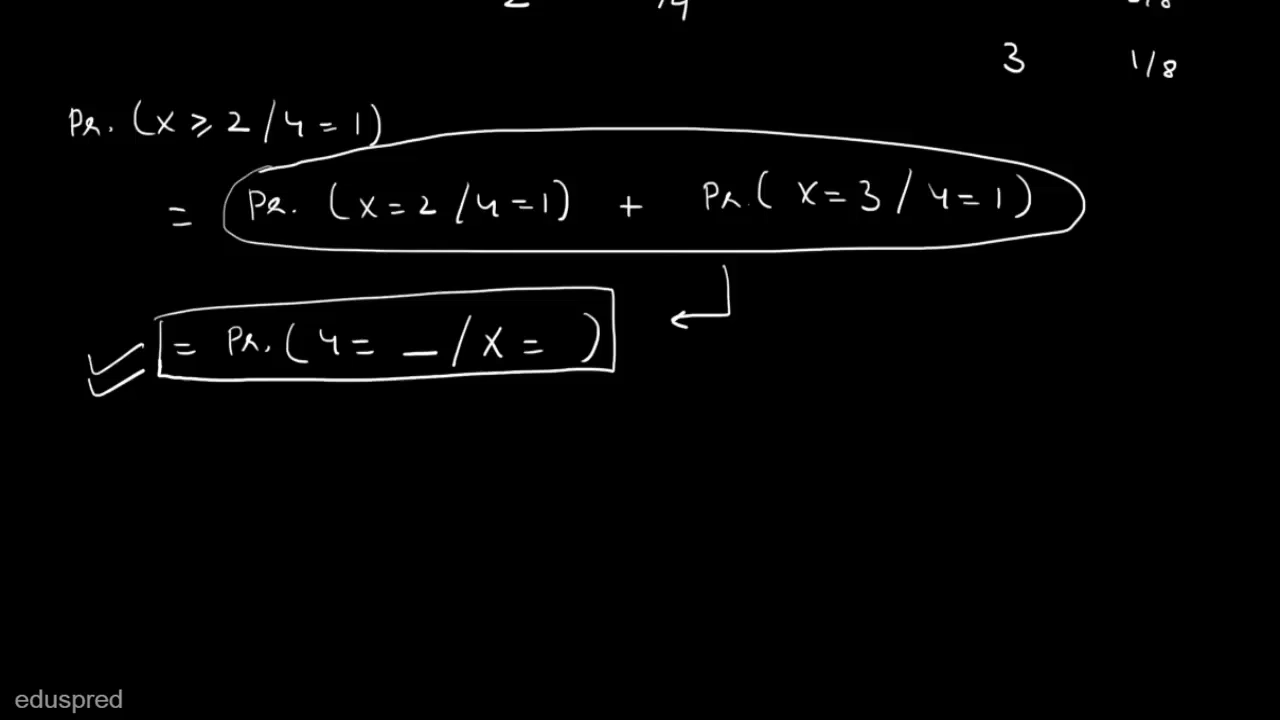 3 1/8
Pr. (X ≥ 2 / Y = 1)
= Pr. (X = 2 / Y = 1) + Pr. ( X = 3 / Y = 1 )
= Pr. ( Y = _ / X = )
eduspred